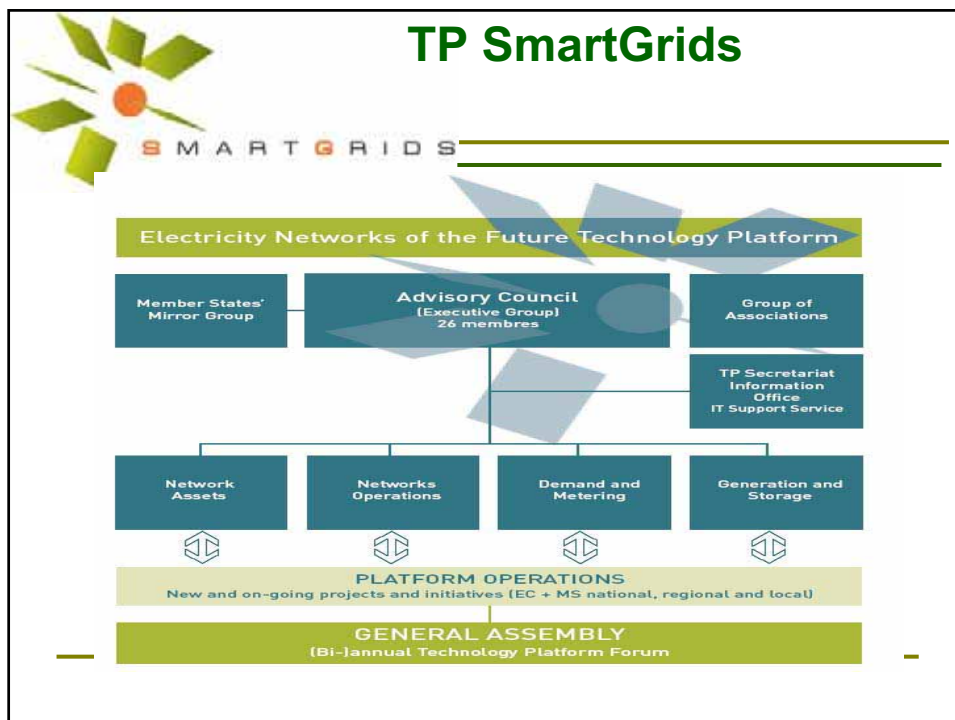 TP SmartGrids
SMARTGRIDS
Electricity Networks of the Future Technology Platform
Member States'
Mirror Group
Advisory Council
(Executive Group)
26 membres
Group of
Associations
TP Secretariat
Information
Office
IT Support Service
Network
Assets
Networks
Operations
Demand and
Metering
Generation and
Storage
PLATFORM OPERATIONS
New and on-going projects and initiatives (EC + MS national, regional and local)
GENERAL ASSEMBLY
(Bi-)annual Technology Platform Forum